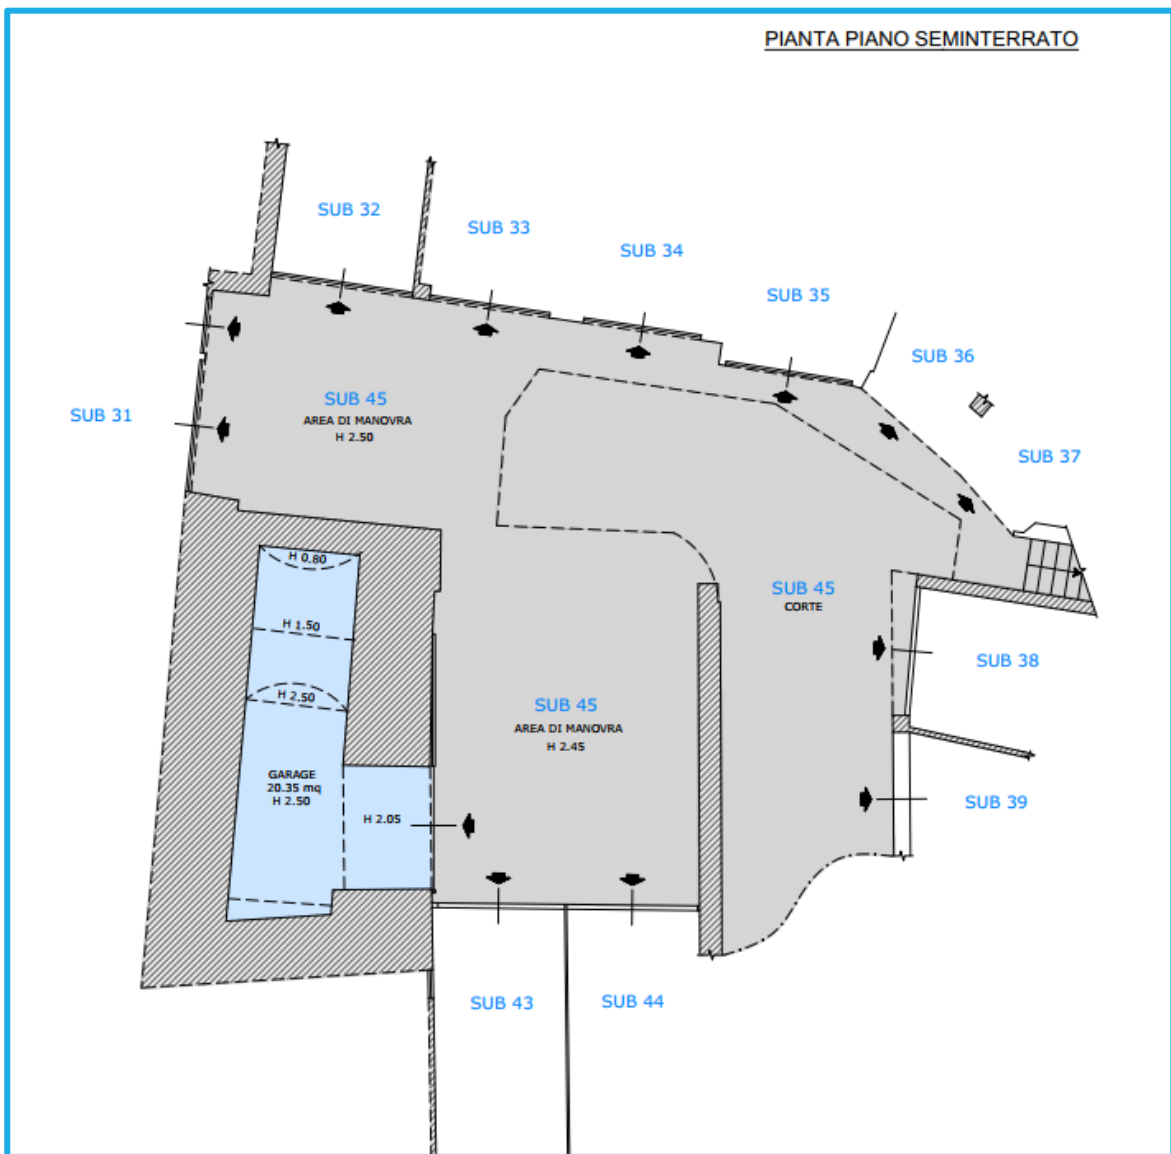 PIANTA PIANO SEMINTERRATO
SUB 32
SUB 33
SUB 34
SUB 35
SUB 36
SUB 31
SUB 45
AREA DI MANOVRA
H 2.50
SUB 37
H 0.80
SUB 45
CORTE
H 1.50
SUB 38
H 2.50
SUB 45
AREA DI MANOVRA
H 2.45
GARAGE
20.35 mq
H 2.50
H 2.05
SUB 39
SUB 43
SUB 44